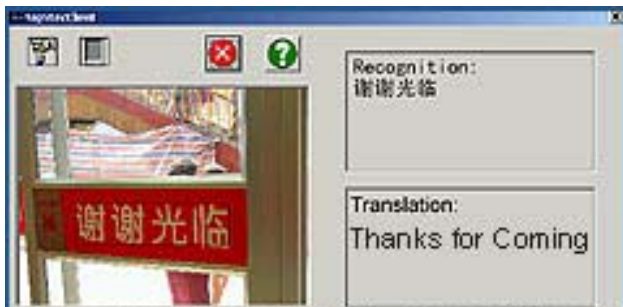 谢谢光临
Recognition:
谢谢光临
Translation:
Thanks for Coming